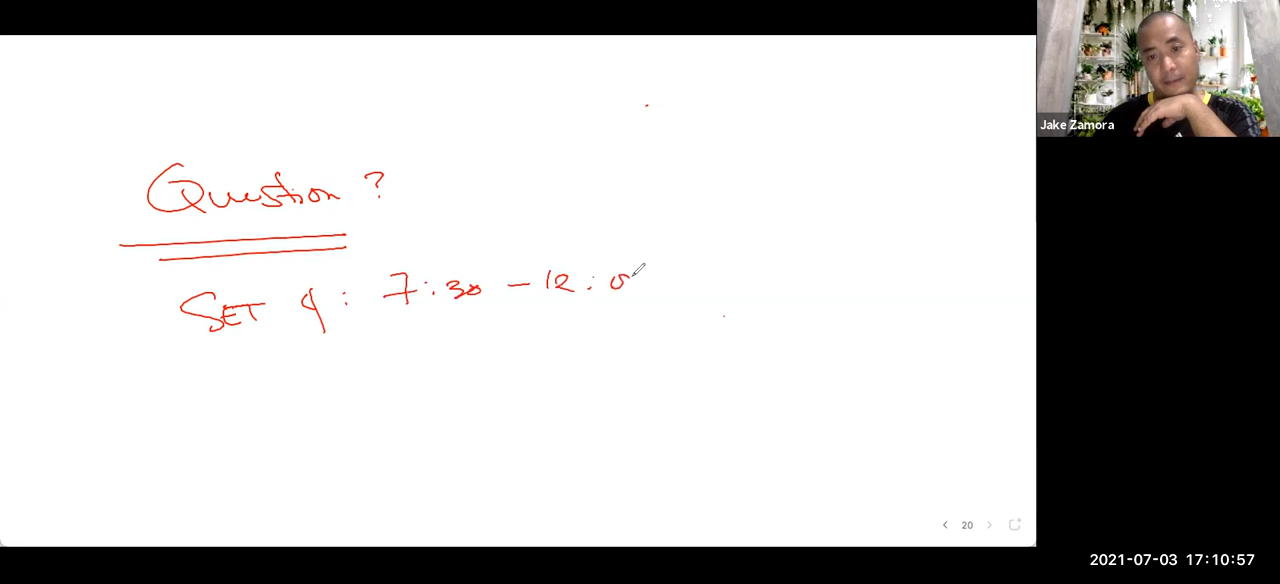 Jake Zamora
Question ?
SET 4 : 7:30 - 12:0
20
2021-07-03 17:10:57